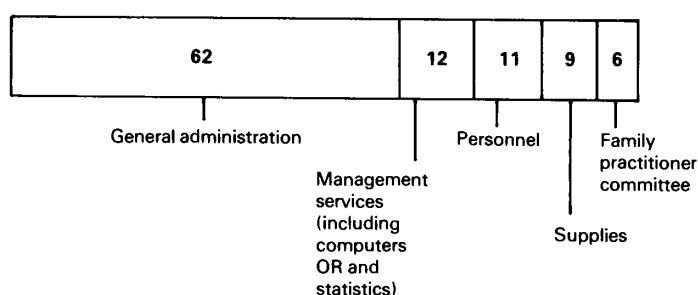 62 12 11 9 6
General administration
Personnel
Family
practitioner
committee
Management
services
(including
computers
OR and
statistics)
Supplies